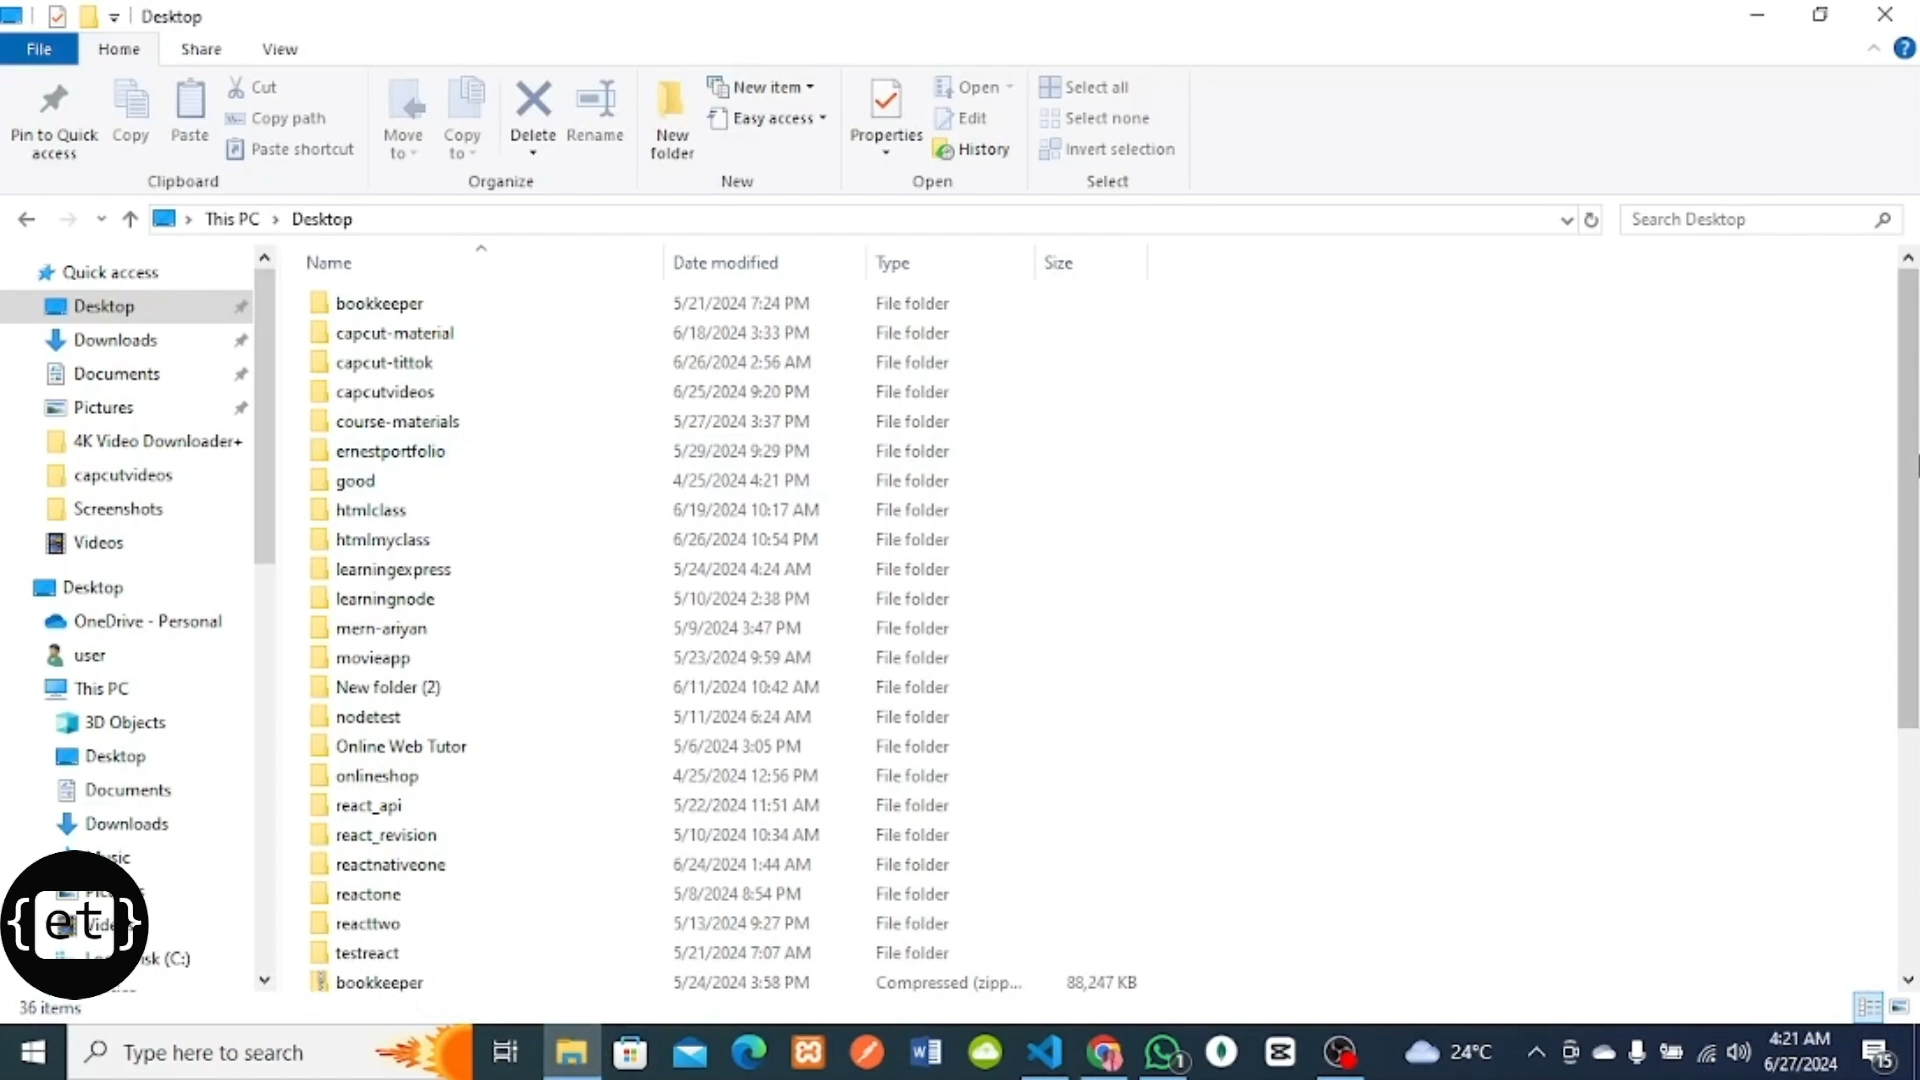 Desktop
File Home Share View
Pin to Quick access
Copy
Paste
Cut
Copy path
Paste shortcut
Clipboard
Move to
Copy to
Delete
Rename
Organize
New folder
New item
Easy access
New
Properties
Open
Edit
History
Open
Select all
Select none
Invert selection
Select
This PC > Desktop
Search Desktop
Quick access
Desktop
Downloads
Documents
Pictures
4K Video Downloader+
capcutvideos
Screenshots
Videos
Desktop
OneDrive - Personal
user
This PC
3D Objects
Desktop
Documents
Downloads
{et}
36 items
Name Date modified Type Size
bookkeeper 5/21/2024 7:24 PM File folder
capcut-material 6/18/2024 3:33 PM File folder
capcut-tittok 6/26/2024 2:56 AM File folder
capcutvideos 6/25/2024 9:20 PM File folder
course-materials 5/27/2024 3:37 PM File folder
ernestportfolio 5/29/2024 9:29 PM File folder
good 4/25/2024 4:21 PM File folder
htmlclass 6/19/2024 10:17 AM File folder
htmlmyclass 6/26/2024 10:54 PM File folder
learningexpress 5/24/2024 4:24 AM File folder
learningnode 5/10/2024 2:38 PM File folder
mern-ariyan 5/9/2024 3:47 PM File folder
movieapp 5/23/2024 9:59 AM File folder
New folder (2) 6/11/2024 10:42 AM File folder
nodetest 5/11/2024 6:24 AM File folder
Online Web Tutor 5/6/2024 3:05 PM File folder
onlineshop 4/25/2024 12:56 PM File folder
react_api 5/22/2024 11:51 AM File folder
react_revision 5/10/2024 10:34 AM File folder
reactnativeone 6/24/2024 1:44 AM File folder
reactone 5/8/2024 8:54 PM File folder
reacttwo 5/13/2024 9:27 PM File folder
testreact 5/21/2024 7:07 AM File folder
bookkeeper 5/24/2024 3:58 PM Compressed (zipp... 88,247 KB
Type here to search
1
24°C
4:21 AM
6/27/2024
15